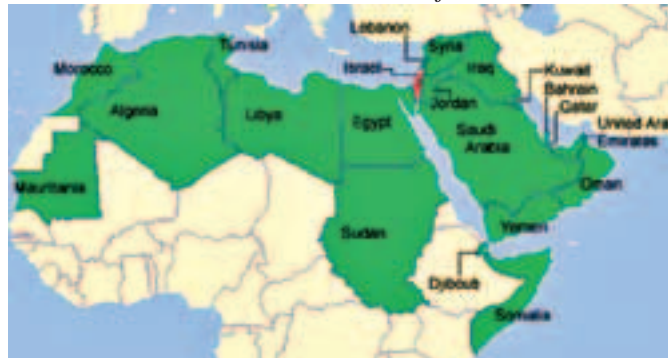 Lebanon
Tunisia
Syria
Morocco
Israel
Iraq
Kuwait
Bahrain
Qatar
Algeria
Libya
Egypt
Jordan
Saudi
Arabia
United Ara
Emirates
Mauritania
Oman
Sudan
Yemen
Djbouti
Somalia